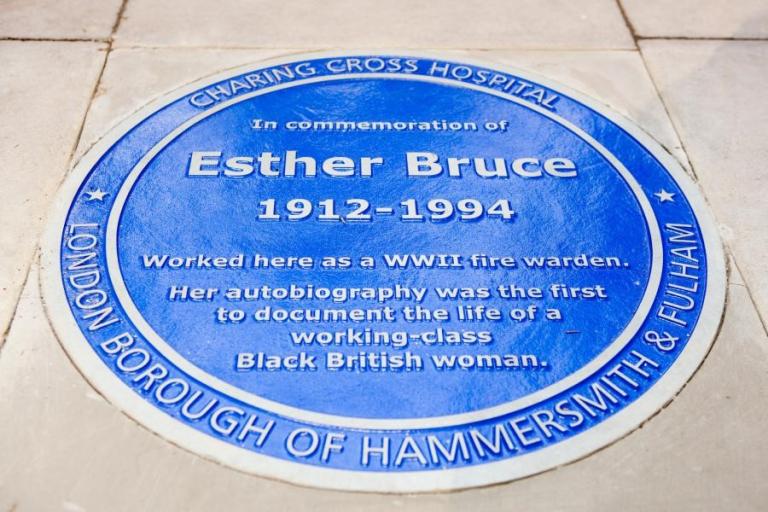 CHARING CROSS HOSPITAL
In commemoration of
Esther Bruce
1912-1994
Worked here as a WWII fire warden.
Her autobiography was the first
to document the life of a
working-class
Black British woman.
LONDON BOROUGH OF HAMMERSMITH & FULHAM